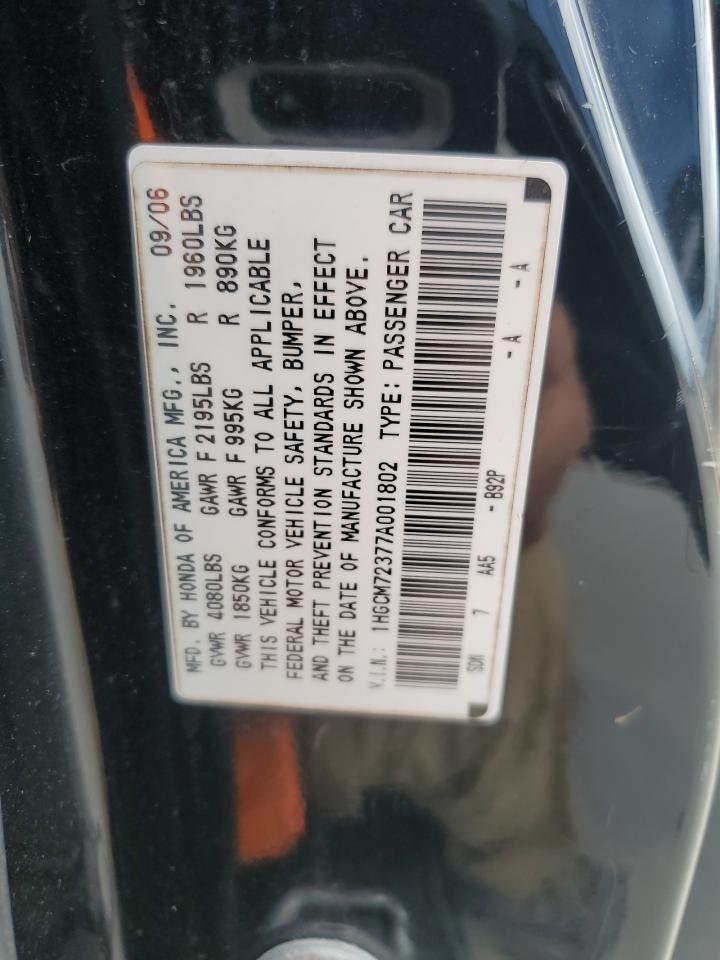 MFD. BY HONDA OF AMERICA MFG., INC. 09/06
GVWR 4080LBS GAWR F 2195LBS R 1960LBS
GVWR 1850KG GAWR F 995KG R 890KG
THIS VEHICLE CONFORMS TO ALL APPLICABLE
FEDERAL MOTOR VEHICLE SAFETY, BUMPER,
AND THEFT PREVENTION STANDARDS IN EFFECT
ON THE DATE OF MANUFACTURE SHOWN ABOVE.
V.I.N.: 1HGCM72377A001802 TYPE: PASSENGER CAR
SDN 7 AA5 - B92P - A - A